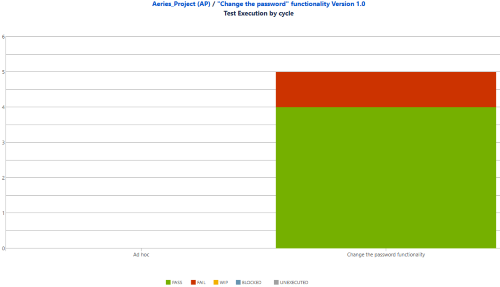 Aeries_Project (AP) / "Change the password" functionality Version 1.0
Test Execution by cycle
6
5
4
3
2
1
0
Ad hoc
Change the password functionality
PASS
FAIL
WIP
BLOCKED
UNEXECUTED